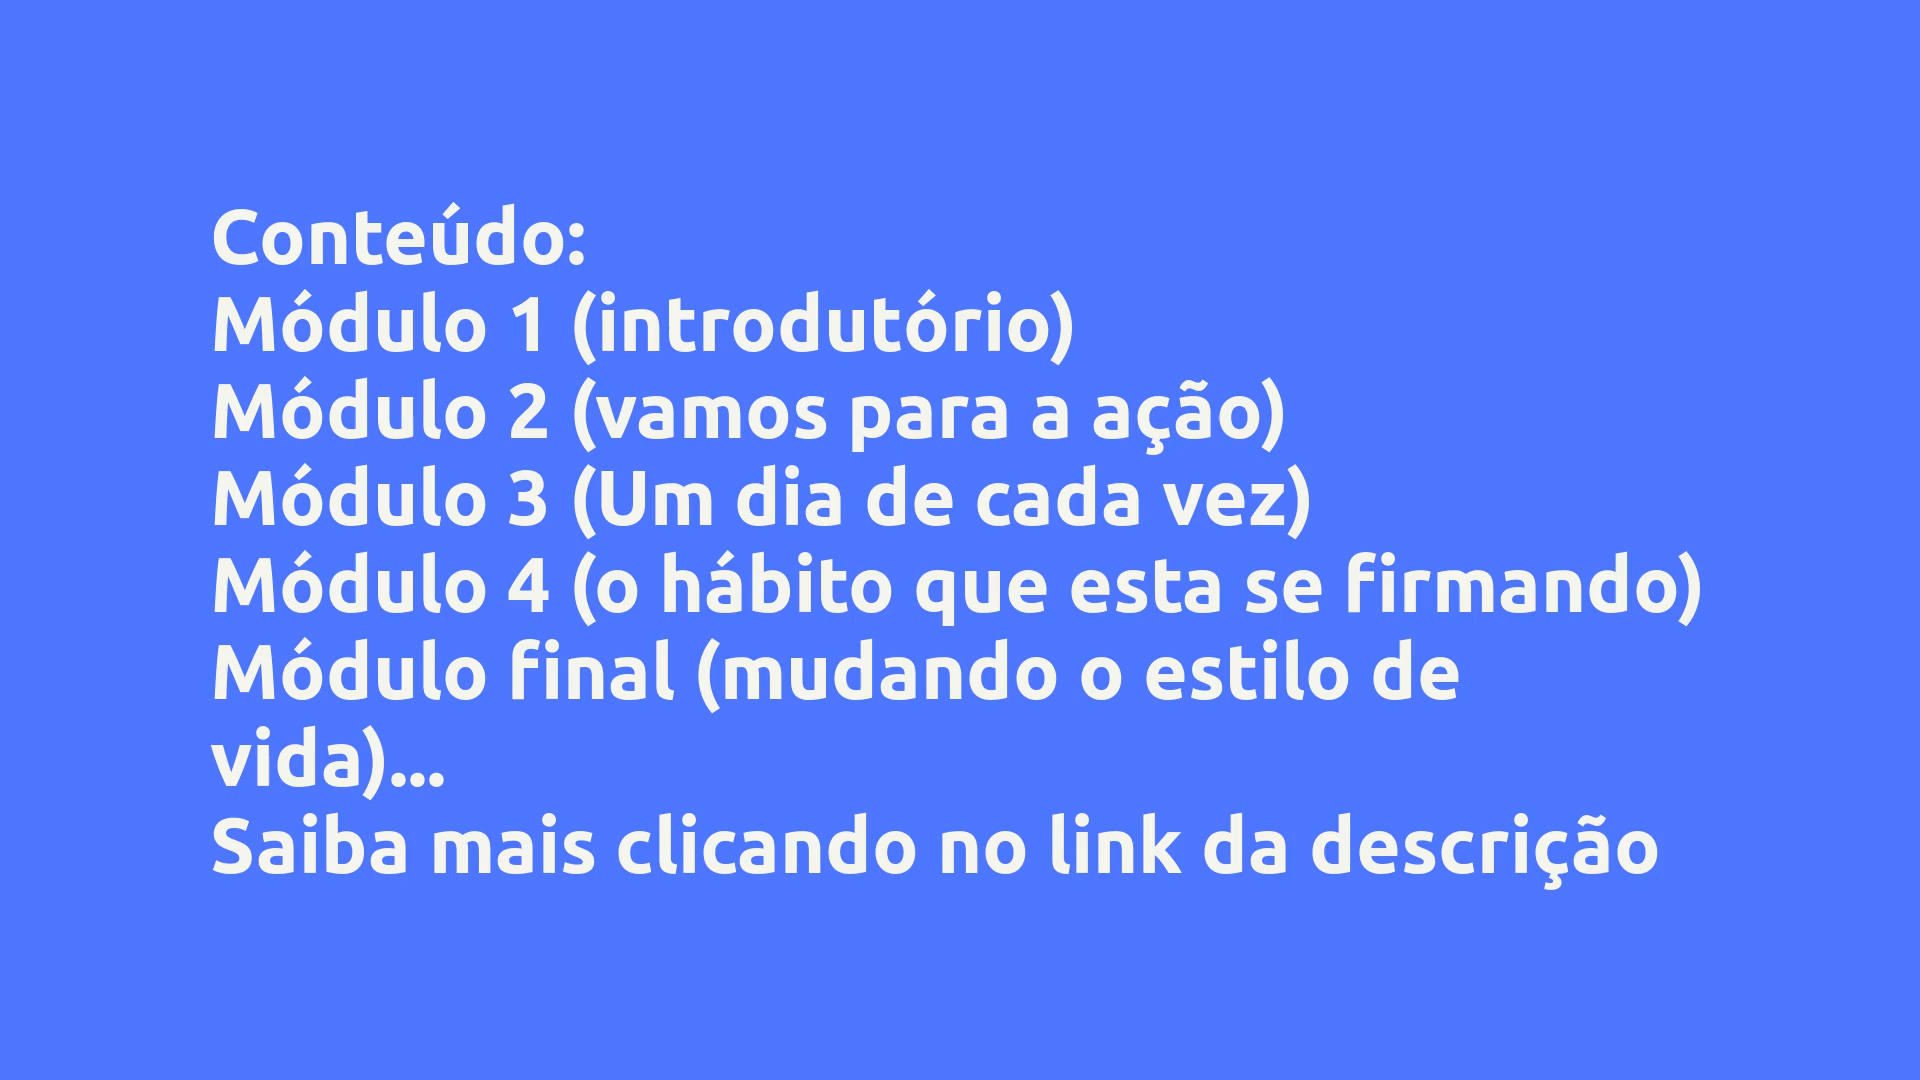 Conteúdo:
Módulo 1 (introdutório)
Módulo 2 (vamos para a ação)
Módulo 3 (Um dia de cada vez)
Módulo 4 (o hábito que esta se firmando)
Módulo final (mudando o estilo de
vida)...
Saiba mais clicando no link da descrição